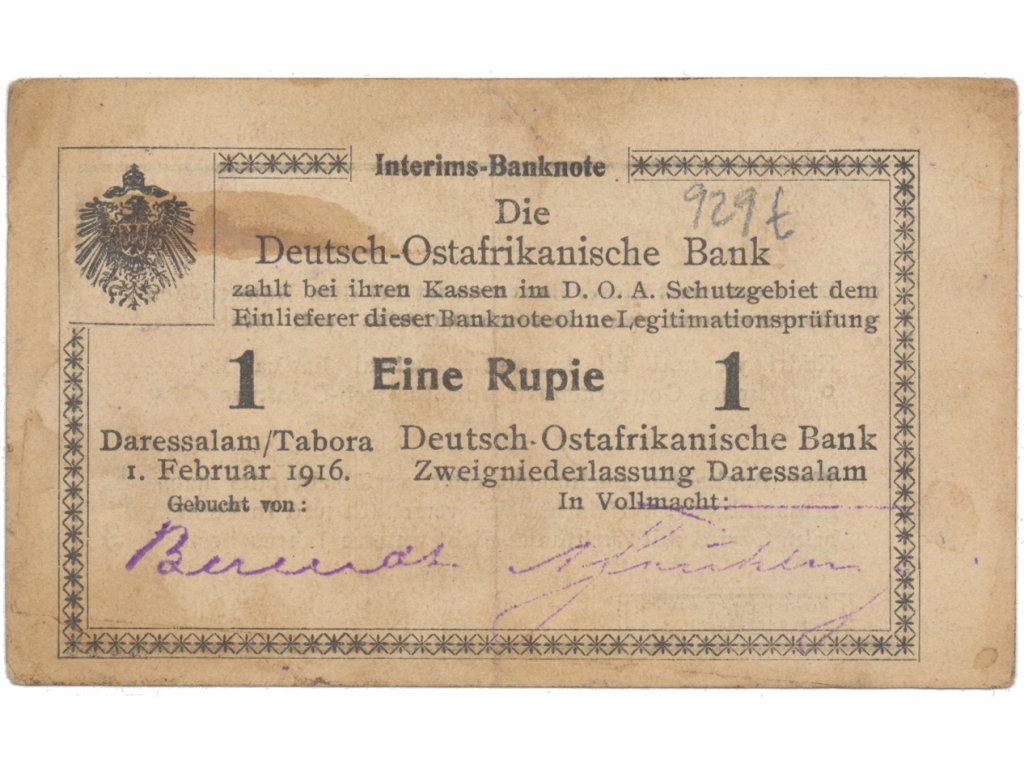 Interims-Banknote
929 t
Die
Deutsch-Ostafrikanische Bank
zahlt bei ihren Kassen im D. O. A. Schutzgebiet dem
Einlieferer dieser Banknote ohne Legitimationsprüfung
1 Eine Rupie 1
Daressalam/Tabora
1. Februar 1916.
Gebucht von:
Deutsch-Ostafrikanische Bank
Zweigniederlassung Daressalam
In Vollmacht:
Berendt